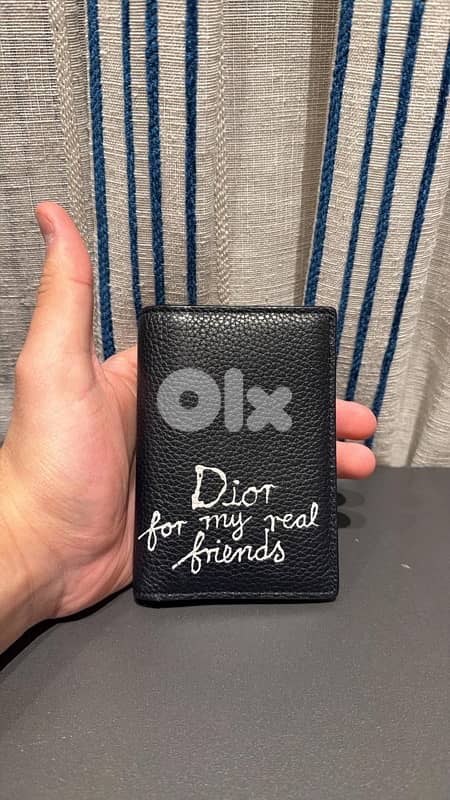 Olx
Dior
for my real
friends